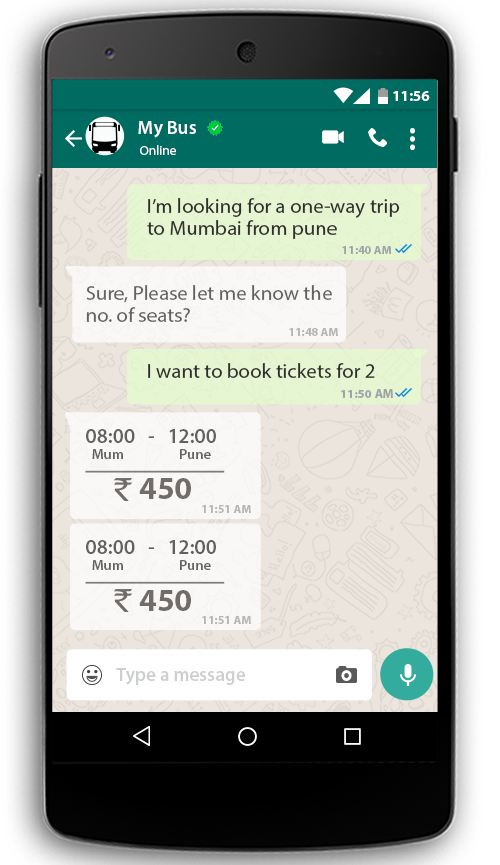 11:56
My Bus
Online
I’m looking for a one-way trip
to Mumbai from pune
11:40 AM
Sure, Please let me know the
no. of seats?
11:48 AM
I want to book tickets for 2
11:50 AM
08:00 - 12:00
Mum Pune
₹ 450
11:51 AM
08:00 - 12:00
Mum Pune
₹ 450
11:51 AM
Type a message